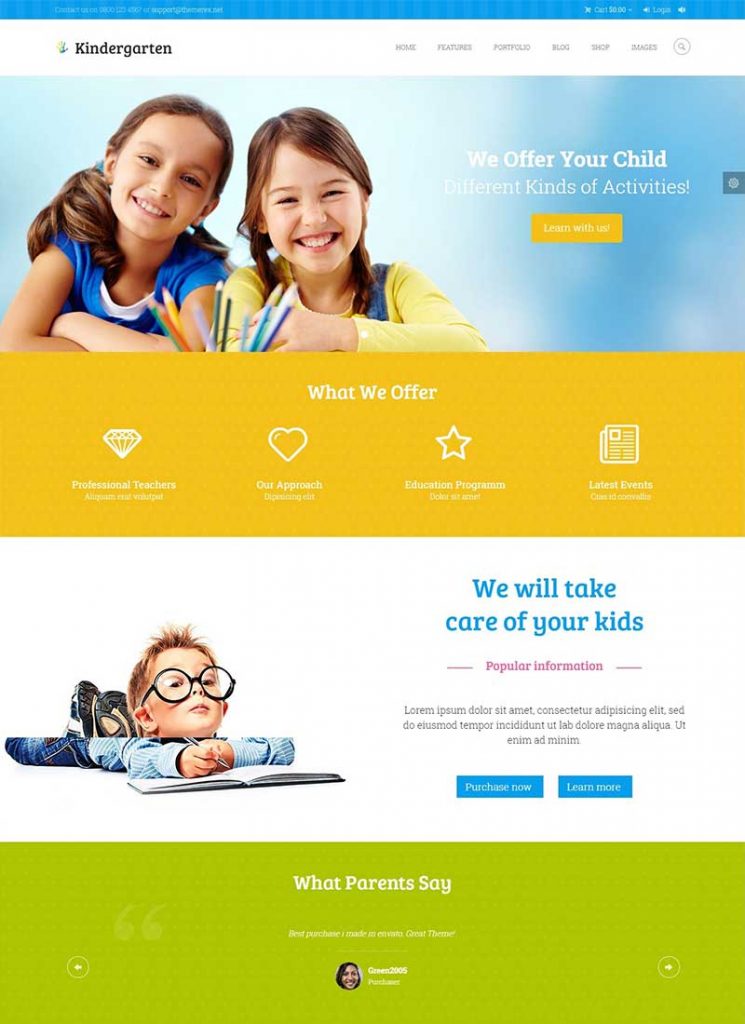 Contact us on 0800 123 4567 or support@themerex.net
Cart $0.00
Login
Kindergarten
HOME FEATURES PORTFOLIO BLOG SHOP IMAGES
We Offer Your Child
Different Kinds of Activities!
Learn with us!
What We Offer
Professional Teachers
Aliquam erat volutpat
Our Approach
Dipisicing elit
Education Programm
Dolor sit amet
Latest Events
Cras id convallis
We will take
care of your kids
Popular information
Lorem ipsum dolor sit amet, consectetur adipisicing elit, sed
do eiusmod tempor incididunt ut lab dolore magna aliqua. Ut
enim ad minim.
Purchase now
Learn more
What Parents Say
“
Best purchase i made in envato. Great Theme!
Green2005
Purchaser